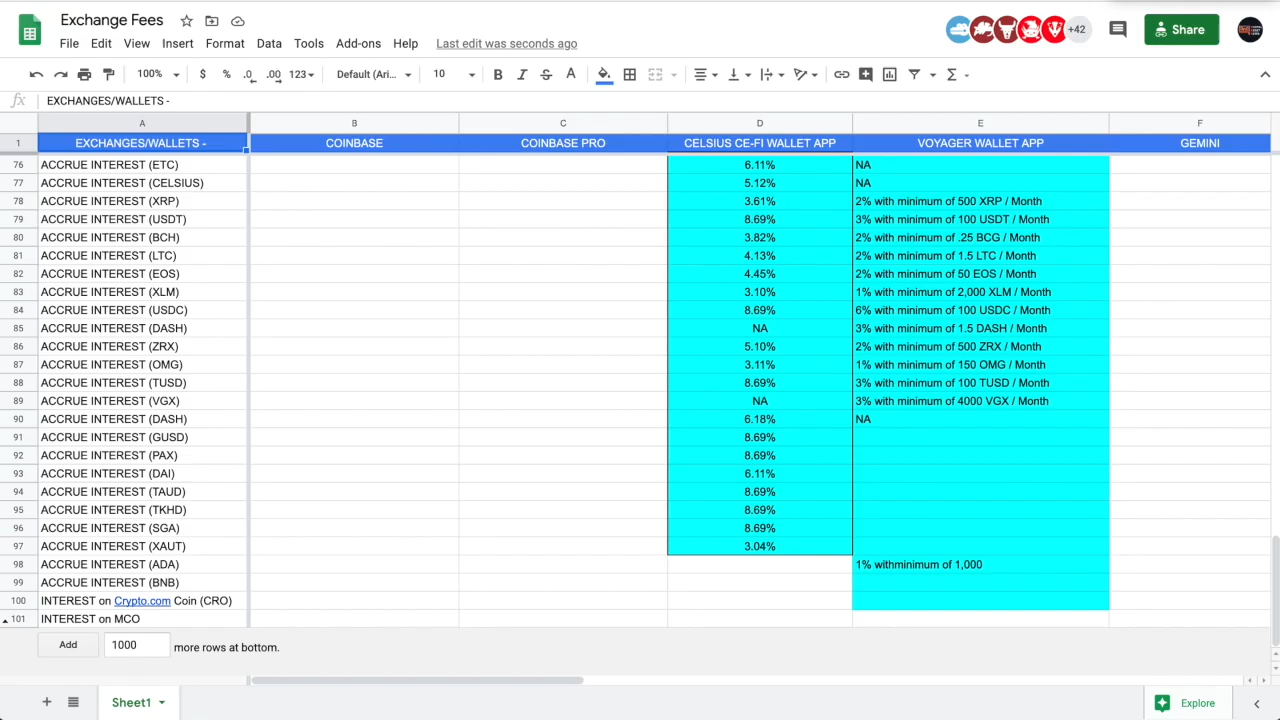 Exchange Fees
+42
Share
File Edit View Insert Format Data Tools Add-ons Help Last edit was seconds ago
100% $ % .0 .00 123 Default (Ari... 10 B I S A
fx EXCHANGES/WALLETS -
A B C D E F
1 EXCHANGES/WALLETS - COINBASE COINBASE PRO CELSIUS CE-FI WALLET APP VOYAGER WALLET APP GEMINI
76 ACCRUE INTEREST (ETC) 6.11% NA
77 ACCRUE INTEREST (CELSIUS) 5.12% NA
78 ACCRUE INTEREST (XRP) 3.61% 2% with minimum of 500 XRP / Month
79 ACCRUE INTEREST (USDT) 8.69% 3% with minimum of 100 USDT / Month
80 ACCRUE INTEREST (BCH) 3.82% 2% with minimum of .25 BCG / Month
81 ACCRUE INTEREST (LTC) 4.13% 2% with minimum of 1.5 LTC / Month
82 ACCRUE INTEREST (EOS) 4.45% 2% with minimum of 50 EOS / Month
83 ACCRUE INTEREST (XLM) 3.10% 1% with minimum of 2,000 XLM / Month
84 ACCRUE INTEREST (USDC) 8.69% 6% with minimum of 100 USDC / Month
85 ACCRUE INTEREST (DASH) NA 3% with minimum of 1.5 DASH / Month
86 ACCRUE INTEREST (ZRX) 5.10% 2% with minimum of 500 ZRX / Month
87 ACCRUE INTEREST (OMG) 3.11% 1% with minimum of 150 OMG / Month
88 ACCRUE INTEREST (TUSD) 8.69% 3% with minimum of 100 TUSD / Month
89 ACCRUE INTEREST (VGX) NA 3% with minimum of 4000 VGX / Month
90 ACCRUE INTEREST (DASH) 6.18% NA
91 ACCRUE INTEREST (GUSD) 8.69%
92 ACCRUE INTEREST (PAX) 8.69%
93 ACCRUE INTEREST (DAI) 6.11%
94 ACCRUE INTEREST (TAUD) 8.69%
95 ACCRUE INTEREST (TKHD) 8.69%
96 ACCRUE INTEREST (SGA) 8.69%
97 ACCRUE INTEREST (XAUT) 3.04%
98 ACCRUE INTEREST (ADA) 1% withminimum of 1,000
99 ACCRUE INTEREST (BNB)
100 INTEREST on Crypto.com Coin (CRO)
101 INTEREST on MCO
Add 1000 more rows at bottom.
Sheet1
Explore